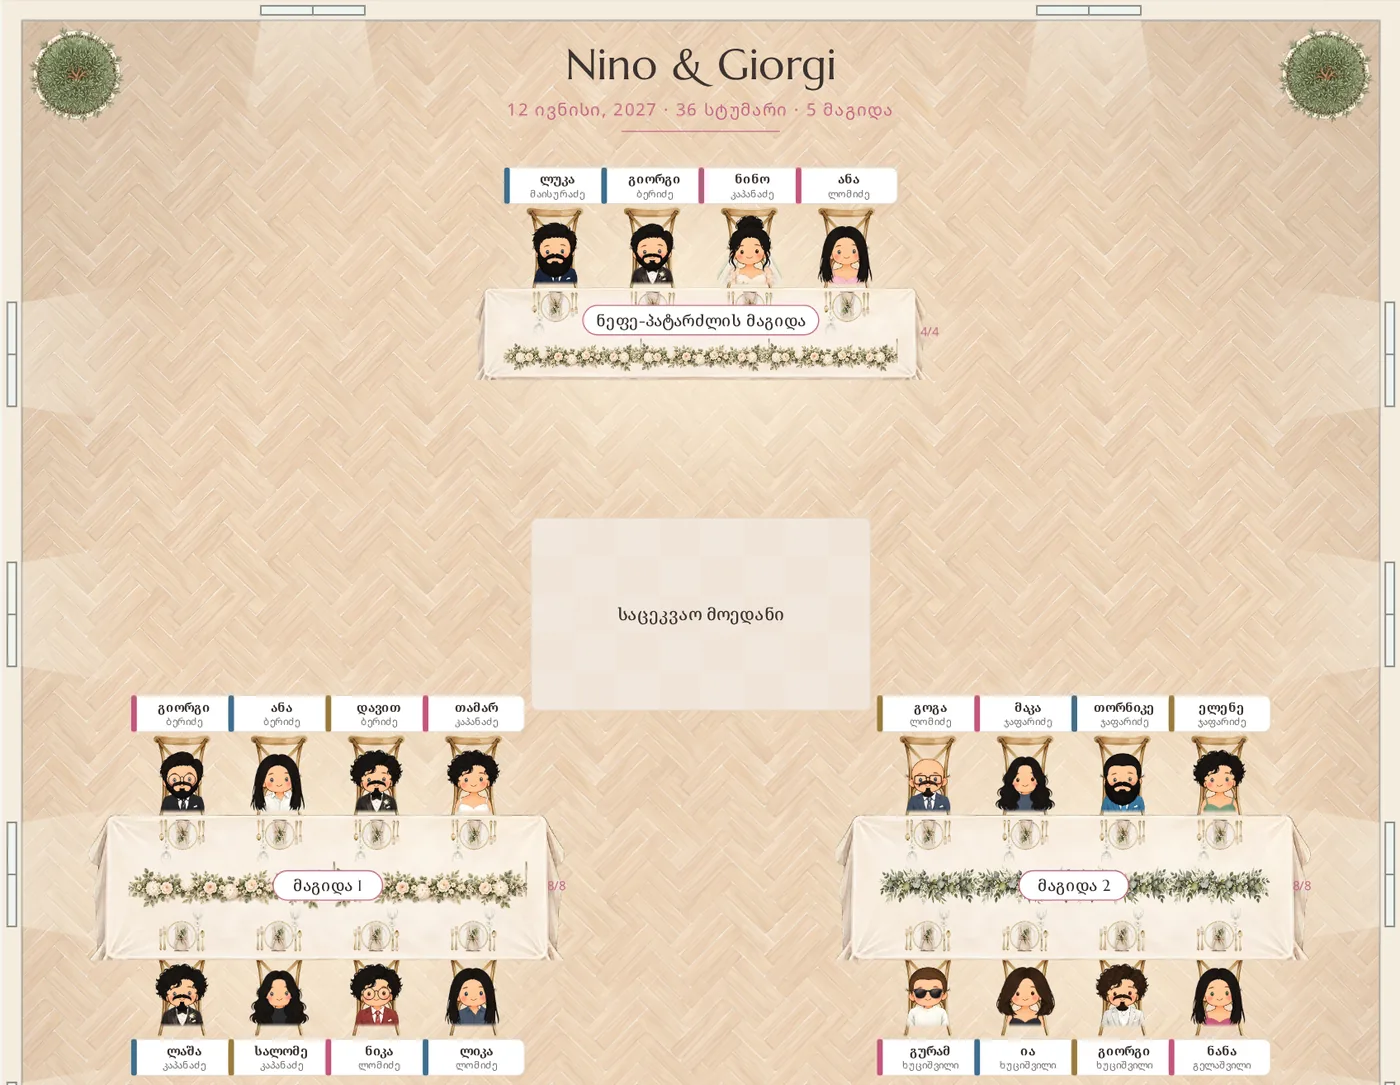 Nino & Giorgi
12 ივნისი, 2027 · 36 სტუმარი · 5 მაგიდა
ლუკა გიორგი ნინო ანა
მაისურაძე ბერიძე კაპანაძე ლომიძე
ნეფე-პატარძლის მაგიდა
4/4
საცეკვაო მოედანი
გიორგი ანა დავით თამარ
ბერიძე ბერიძე ბერიძე კაპანაძე
გოგა მაკა თორნიკე ელენე
ლომიძე ჯაფარიძე ჯაფარიძე ჯაფარიძე
მაგიდა 1
8/8
მაგიდა 2
8/8
ლაშა სალომე ნიკა ლიკა
კაპანაძე კაპანაძე ლომიძე ლომიძე
გურამ ია გიორგი ნანა
ხუციშვილი ხუციშვილი ხუციშვილი გელაშვილი